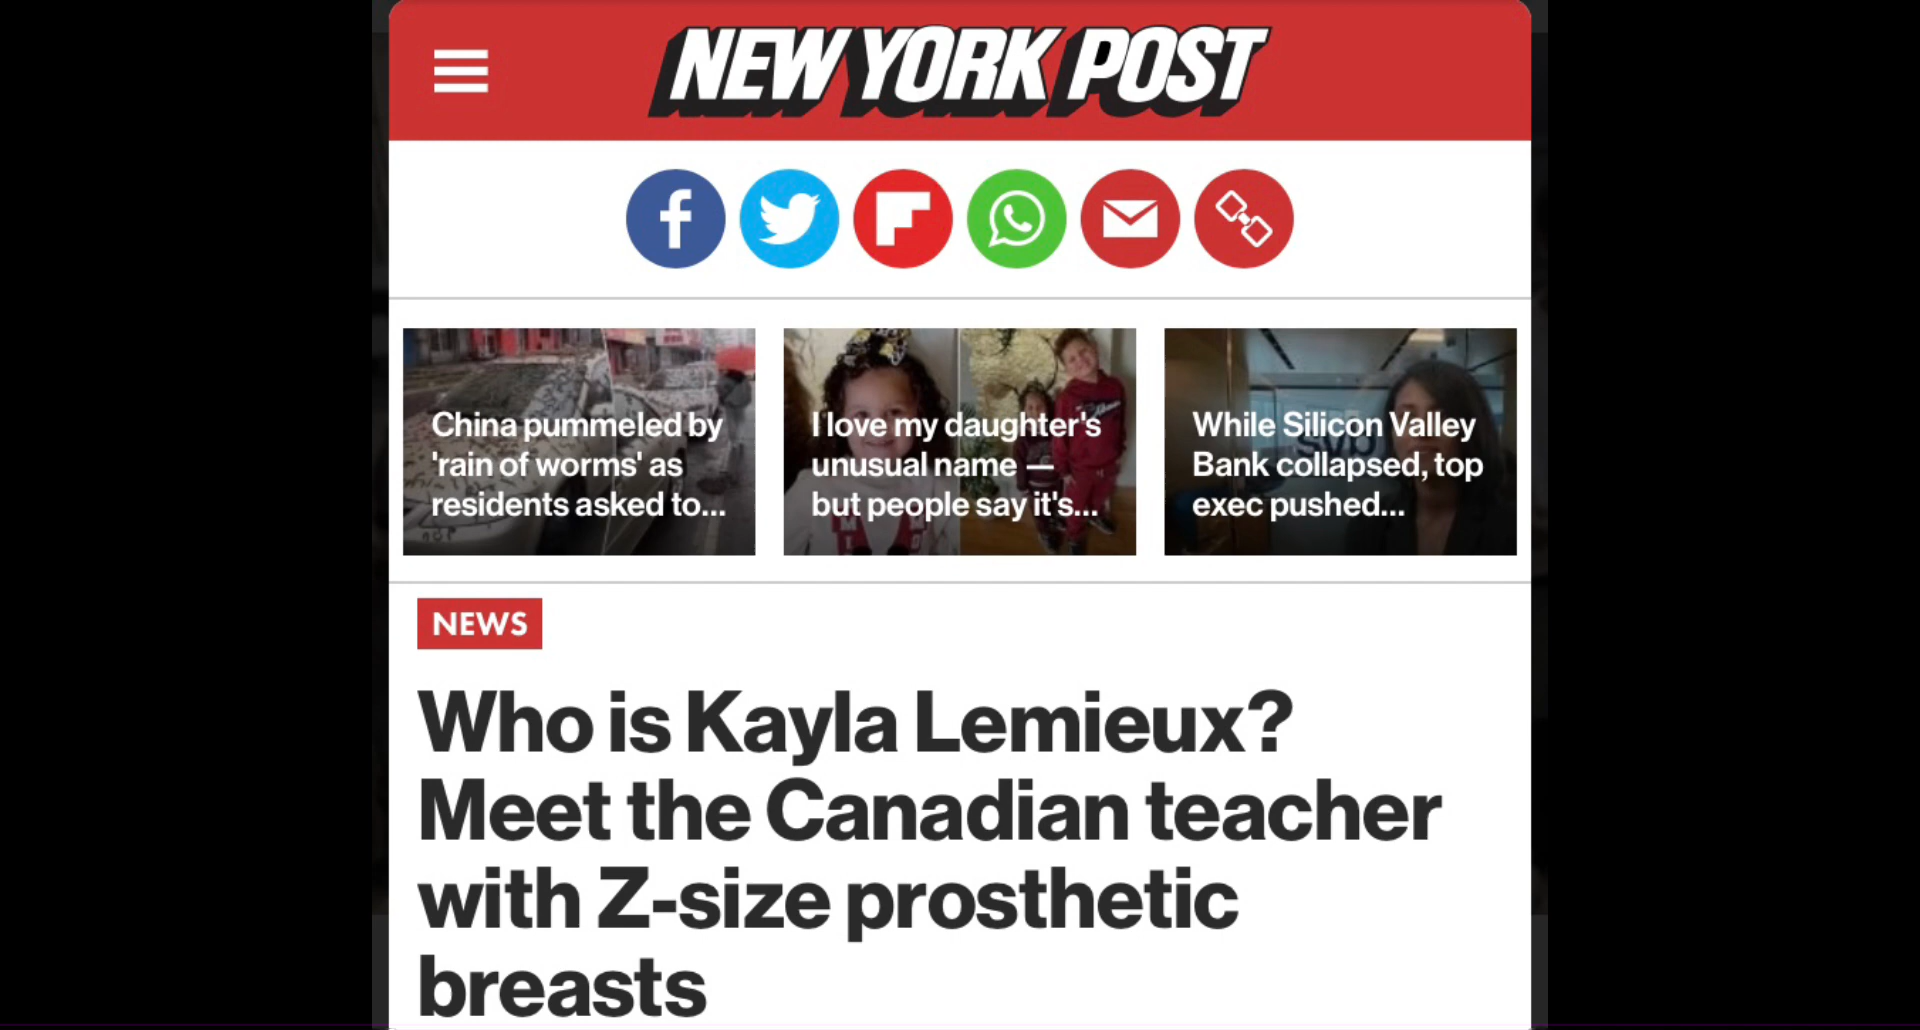 NEW YORK POST
China pummeled by
'rain of worms' as
residents asked to...
I love my daughter's
unusual name —
but people say it's...
While Silicon Valley
Bank collapsed, top
exec pushed...
NEWS
Who is Kayla Lemieux?
Meet the Canadian teacher
with Z-size prosthetic
breasts